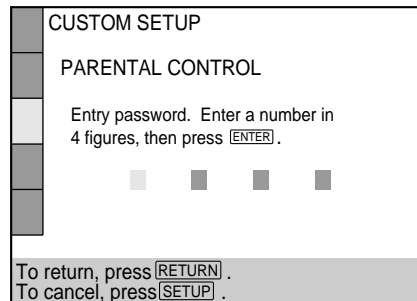 CUSTOM SETUP
PARENTAL CONTROL
Entry password. Enter a number in
4 figures, then press ENTER .
To return, press RETURN .
To cancel, press SETUP .